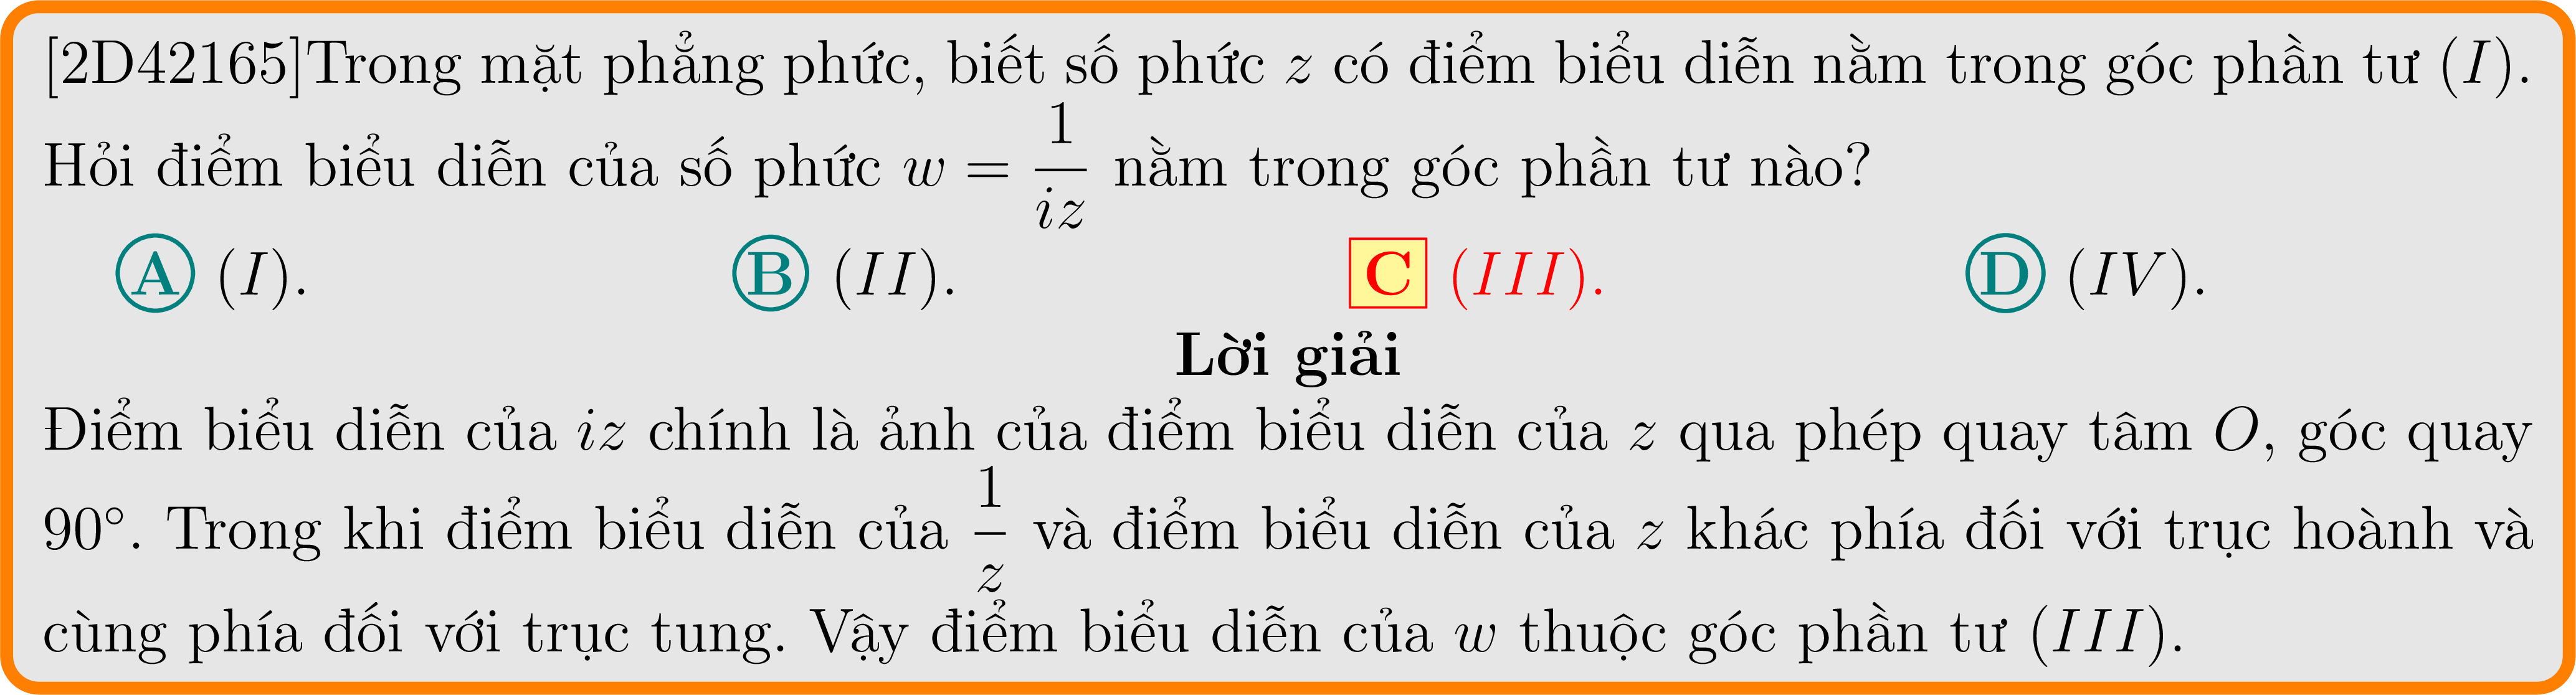 [2D42165]Trong mặt phẳng phức, biết số phức z có điểm biểu diễn nằm trong góc phần tư (I).
Hỏi điểm biểu diễn của số phức w = \frac{1}{iz} nằm trong góc phần tư nào?
A (I). B (II). C (III). D (IV).
Lời giải
Điểm biểu diễn của iz chính là ảnh của điểm biểu diễn của z qua phép quay tâm O, góc quay
90°. Trong khi điểm biểu diễn của \frac{1}{z} và điểm biểu diễn của z khác phía đối với trục hoành và
cùng phía đối với trục tung. Vậy điểm biểu diễn của w thuộc góc phần tư (III).